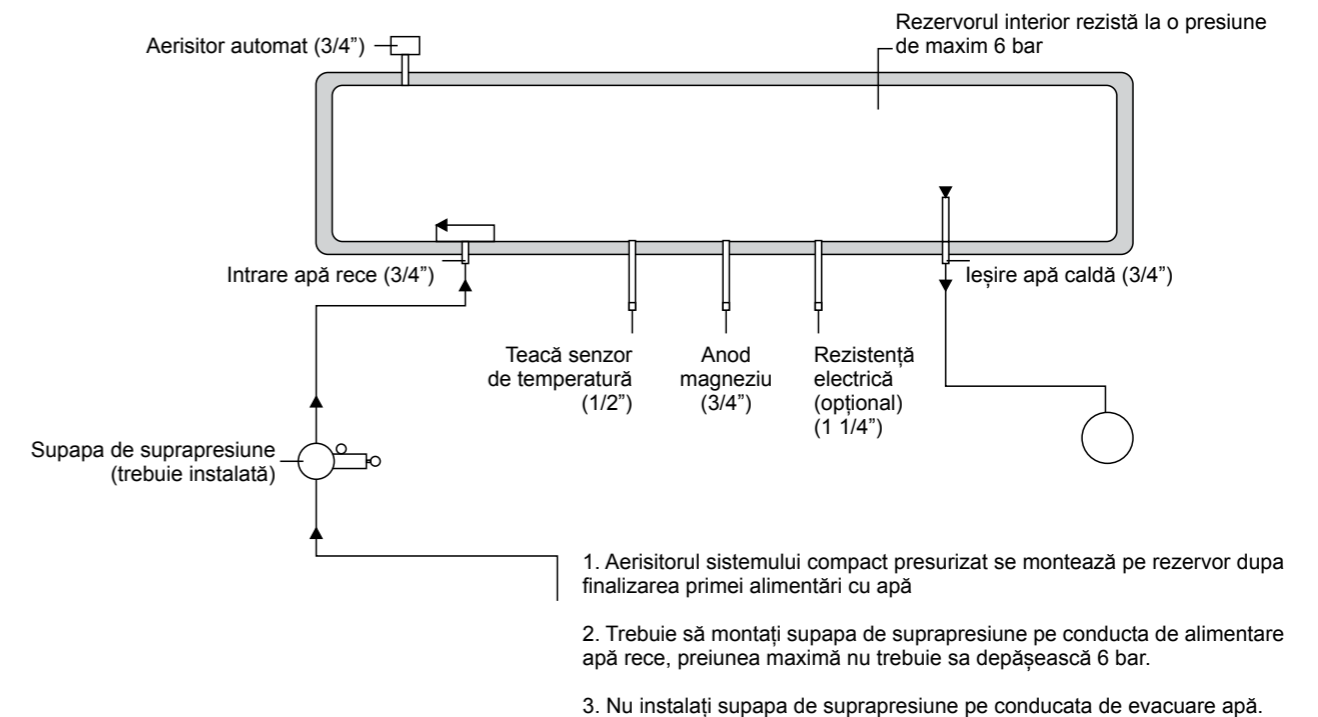 Rezervorul interior rezistă la o presiune
de maxim 6 bar
Aerisitor automat (3/4”)
Intrare apă rece (3/4”)
Ieșire apă caldă (3/4”)
Teacă senzor
de temperatură
(1/2”)
Anod
magneziu
(3/4”)
Rezistență
electrică
(opțional)
(1 1/4”)
Supapa de suprapresiune
(trebuie instalată)
1. Aerisitorul sistemului compact presurizat se montează pe rezervor dupa
finalizarea primei alimentări cu apă
2. Trebuie să montați supapa de suprapresiune pe conducta de alimentare
apă rece, preiunea maximă nu trebuie sa depășească 6 bar.
3. Nu instalați supapa de suprapresiune pe conducata de evacuare apă.